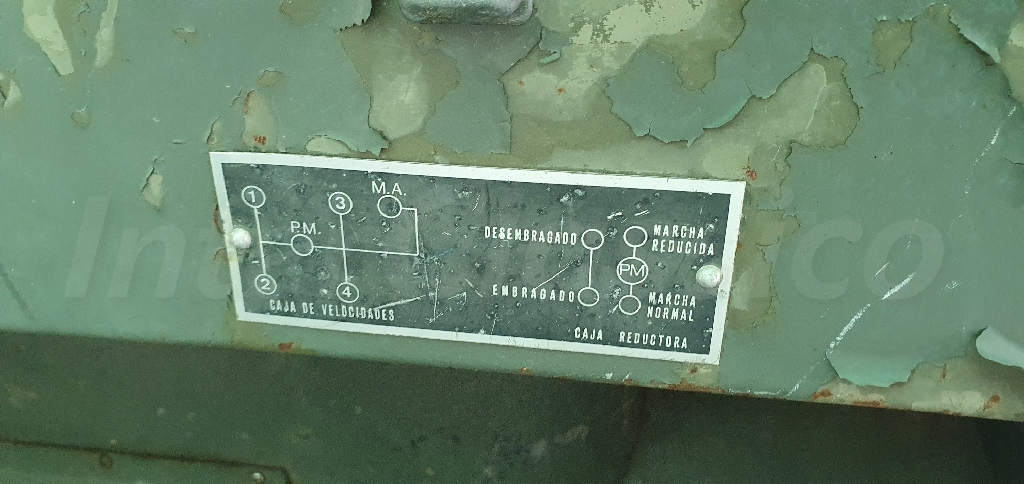 1 3 M.A.
P.M.
2 4
CAJA DE VELOCIDADES
DESEMBRAGADO
EMBRAGADO
MARCHA
REDUCIDA
PM
MARCHA
NORMAL
CAJA REDUCTORA